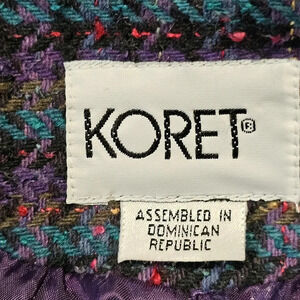 KORET®
ASSEMBLED IN
DOMINICAN
REPUBLIC